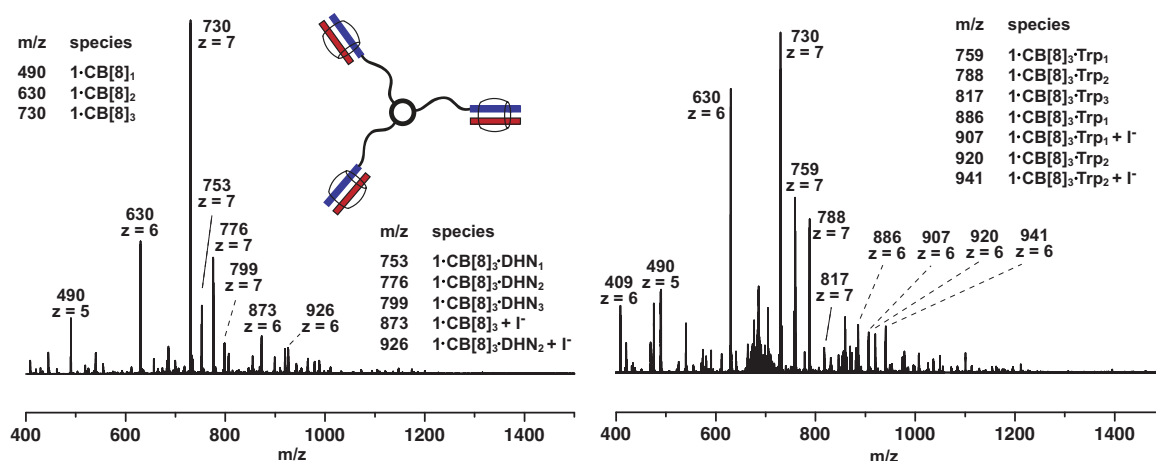 m/z species
490 1·CB[8]₁
630 1·CB[8]₂
730 1·CB[8]₃
730
z = 7
753
z = 7
630
z = 6
776
z = 7
799
z = 7
490
z = 5
873
z = 6
926
z = 6
m/z species
753 1·CB[8]₃·DHN₁
776 1·CB[8]₃·DHN₂
799 1·CB[8]₃·DHN₃
873 1·CB[8]₃ + I⁻
926 1·CB[8]₃·DHN₂ + I⁻
400 600 800 1000 1200 1400
m/z
730
z = 7
630
z = 6
759
z = 7
788
z = 7
409
z = 6
490
z = 5
817
z = 7
886
z = 6
907
z = 6
920
z = 6
941
z = 6
m/z species
759 1·CB[8]₃·Trp₁
788 1·CB[8]₃·Trp₂
817 1·CB[8]₃·Trp₃
886 1·CB[8]₃·Trp₁
907 1·CB[8]₃·Trp₁ + I⁻
920 1·CB[8]₃·Trp₂
941 1·CB[8]₃·Trp₂ + I⁻
400 600 800 1000 1200 1400
m/z